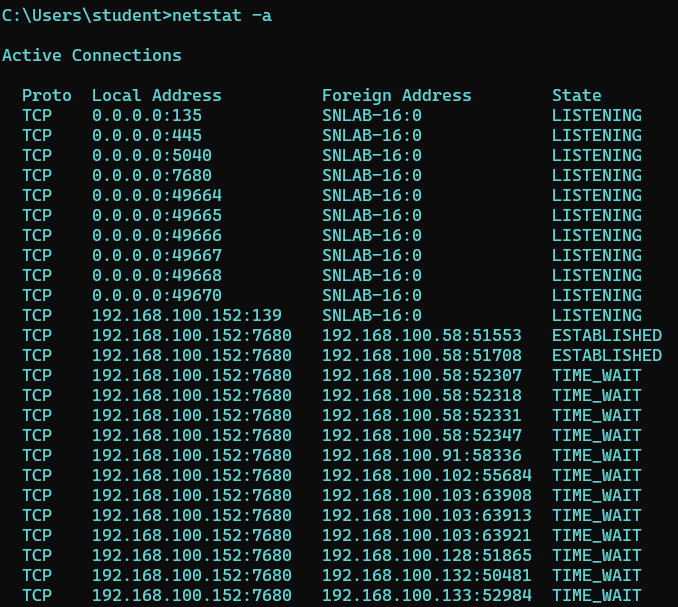 C:\Users\student>netstat -a
Active Connections
Proto  Local Address          Foreign Address        State
TCP    0.0.0.0:135            SNLAB-16:0             LISTENING
TCP    0.0.0.0:445            SNLAB-16:0             LISTENING
TCP    0.0.0.0:5040           SNLAB-16:0             LISTENING
TCP    0.0.0.0:7680           SNLAB-16:0             LISTENING
TCP    0.0.0.0:49664          SNLAB-16:0             LISTENING
TCP    0.0.0.0:49665          SNLAB-16:0             LISTENING
TCP    0.0.0.0:49666          SNLAB-16:0             LISTENING
TCP    0.0.0.0:49667          SNLAB-16:0             LISTENING
TCP    0.0.0.0:49668          SNLAB-16:0             LISTENING
TCP    0.0.0.0:49670          SNLAB-16:0             LISTENING
TCP    192.168.100.152:139    SNLAB-16:0             LISTENING
TCP    192.168.100.152:7680   192.168.100.58:51553   ESTABLISHED
TCP    192.168.100.152:7680   192.168.100.58:51708   ESTABLISHED
TCP    192.168.100.152:7680   192.168.100.58:52307   TIME_WAIT
TCP    192.168.100.152:7680   192.168.100.58:52318   TIME_WAIT
TCP    192.168.100.152:7680   192.168.100.58:52331   TIME_WAIT
TCP    192.168.100.152:7680   192.168.100.58:52347   TIME_WAIT
TCP    192.168.100.152:7680   192.168.100.91:58336   TIME_WAIT
TCP    192.168.100.152:7680   192.168.100.102:55684  TIME_WAIT
TCP    192.168.100.152:7680   192.168.100.103:63908  TIME_WAIT
TCP    192.168.100.152:7680   192.168.100.103:63913  TIME_WAIT
TCP    192.168.100.152:7680   192.168.100.103:63921  TIME_WAIT
TCP    192.168.100.152:7680   192.168.100.128:51865  TIME_WAIT
TCP    192.168.100.152:7680   192.168.100.132:50481  TIME_WAIT
TCP    192.168.100.152:7680   192.168.100.133:52984  TIME_WAIT